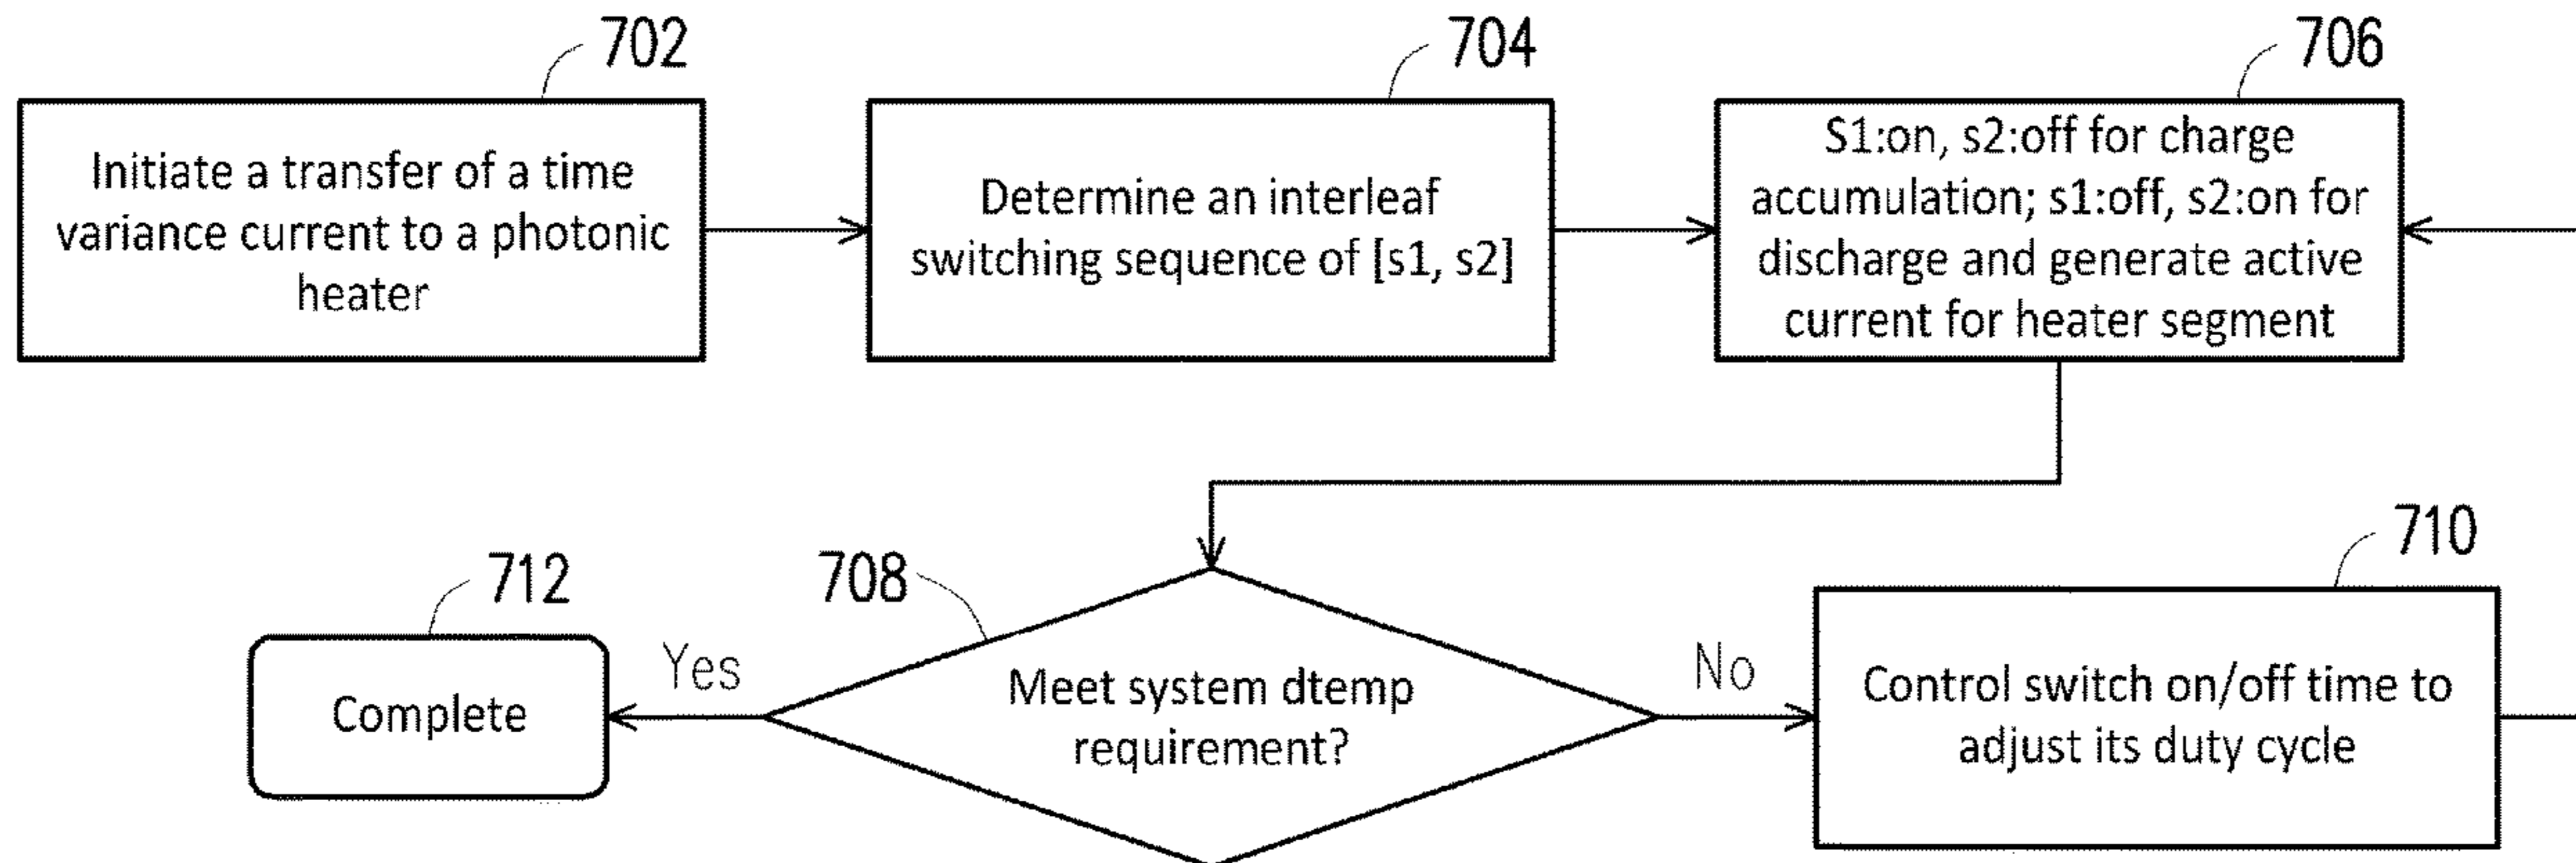 702
Initiate a transfer of a time
variance current to a photonic
heater
704
Determine an interleaf
switching sequence of [s1, s2]
706
S1:on, s2:off for charge
accumulation; s1:off, s2:on for
discharge and generate active
current for heater segment
708
Meet system dtemp
requirement?
Yes
No
710
Control switch on/off time to
adjust its duty cycle
712
Complete